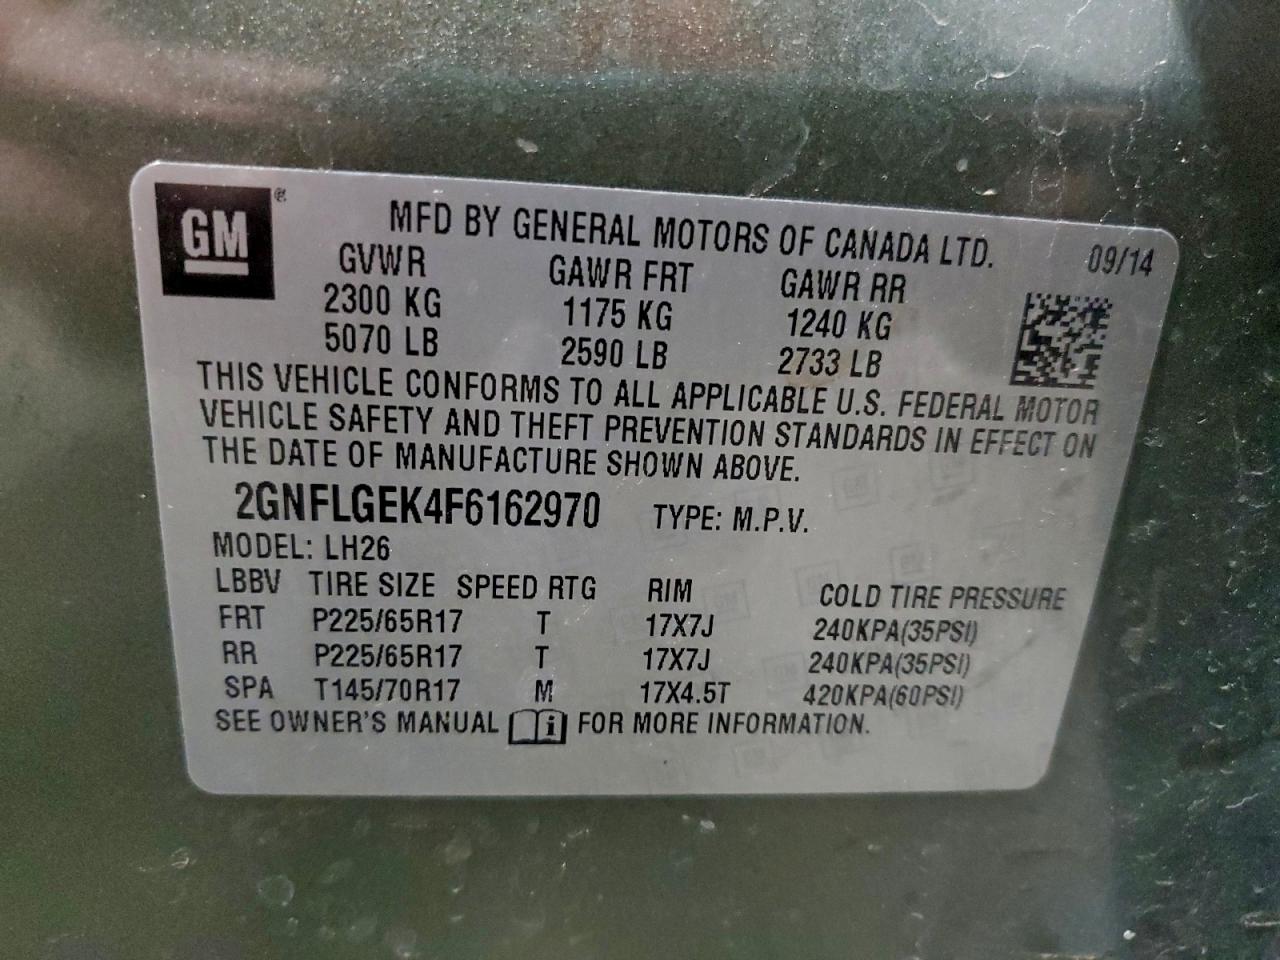 GM®
MFD BY GENERAL MOTORS OF CANADA LTD. 09/14
GVWR GAWR FRT GAWR RR
2300 KG 1175 KG 1240 KG
5070 LB 2590 LB 2733 LB
THIS VEHICLE CONFORMS TO ALL APPLICABLE U.S. FEDERAL MOTOR
VEHICLE SAFETY AND THEFT PREVENTION STANDARDS IN EFFECT ON
THE DATE OF MANUFACTURE SHOWN ABOVE.
2GNFLGEK4F6162970 TYPE: M.P.V.
MODEL: LH26
LBBV TIRE SIZE SPEED RTG RIM COLD TIRE PRESSURE
FRT P225/65R17 T 17X7J 240KPA(35PSI)
RR P225/65R17 T 17X7J 240KPA(35PSI)
SPA T145/70R17 M 17X4.5T 420KPA(60PSI)
SEE OWNER'S MANUAL i FOR MORE INFORMATION.